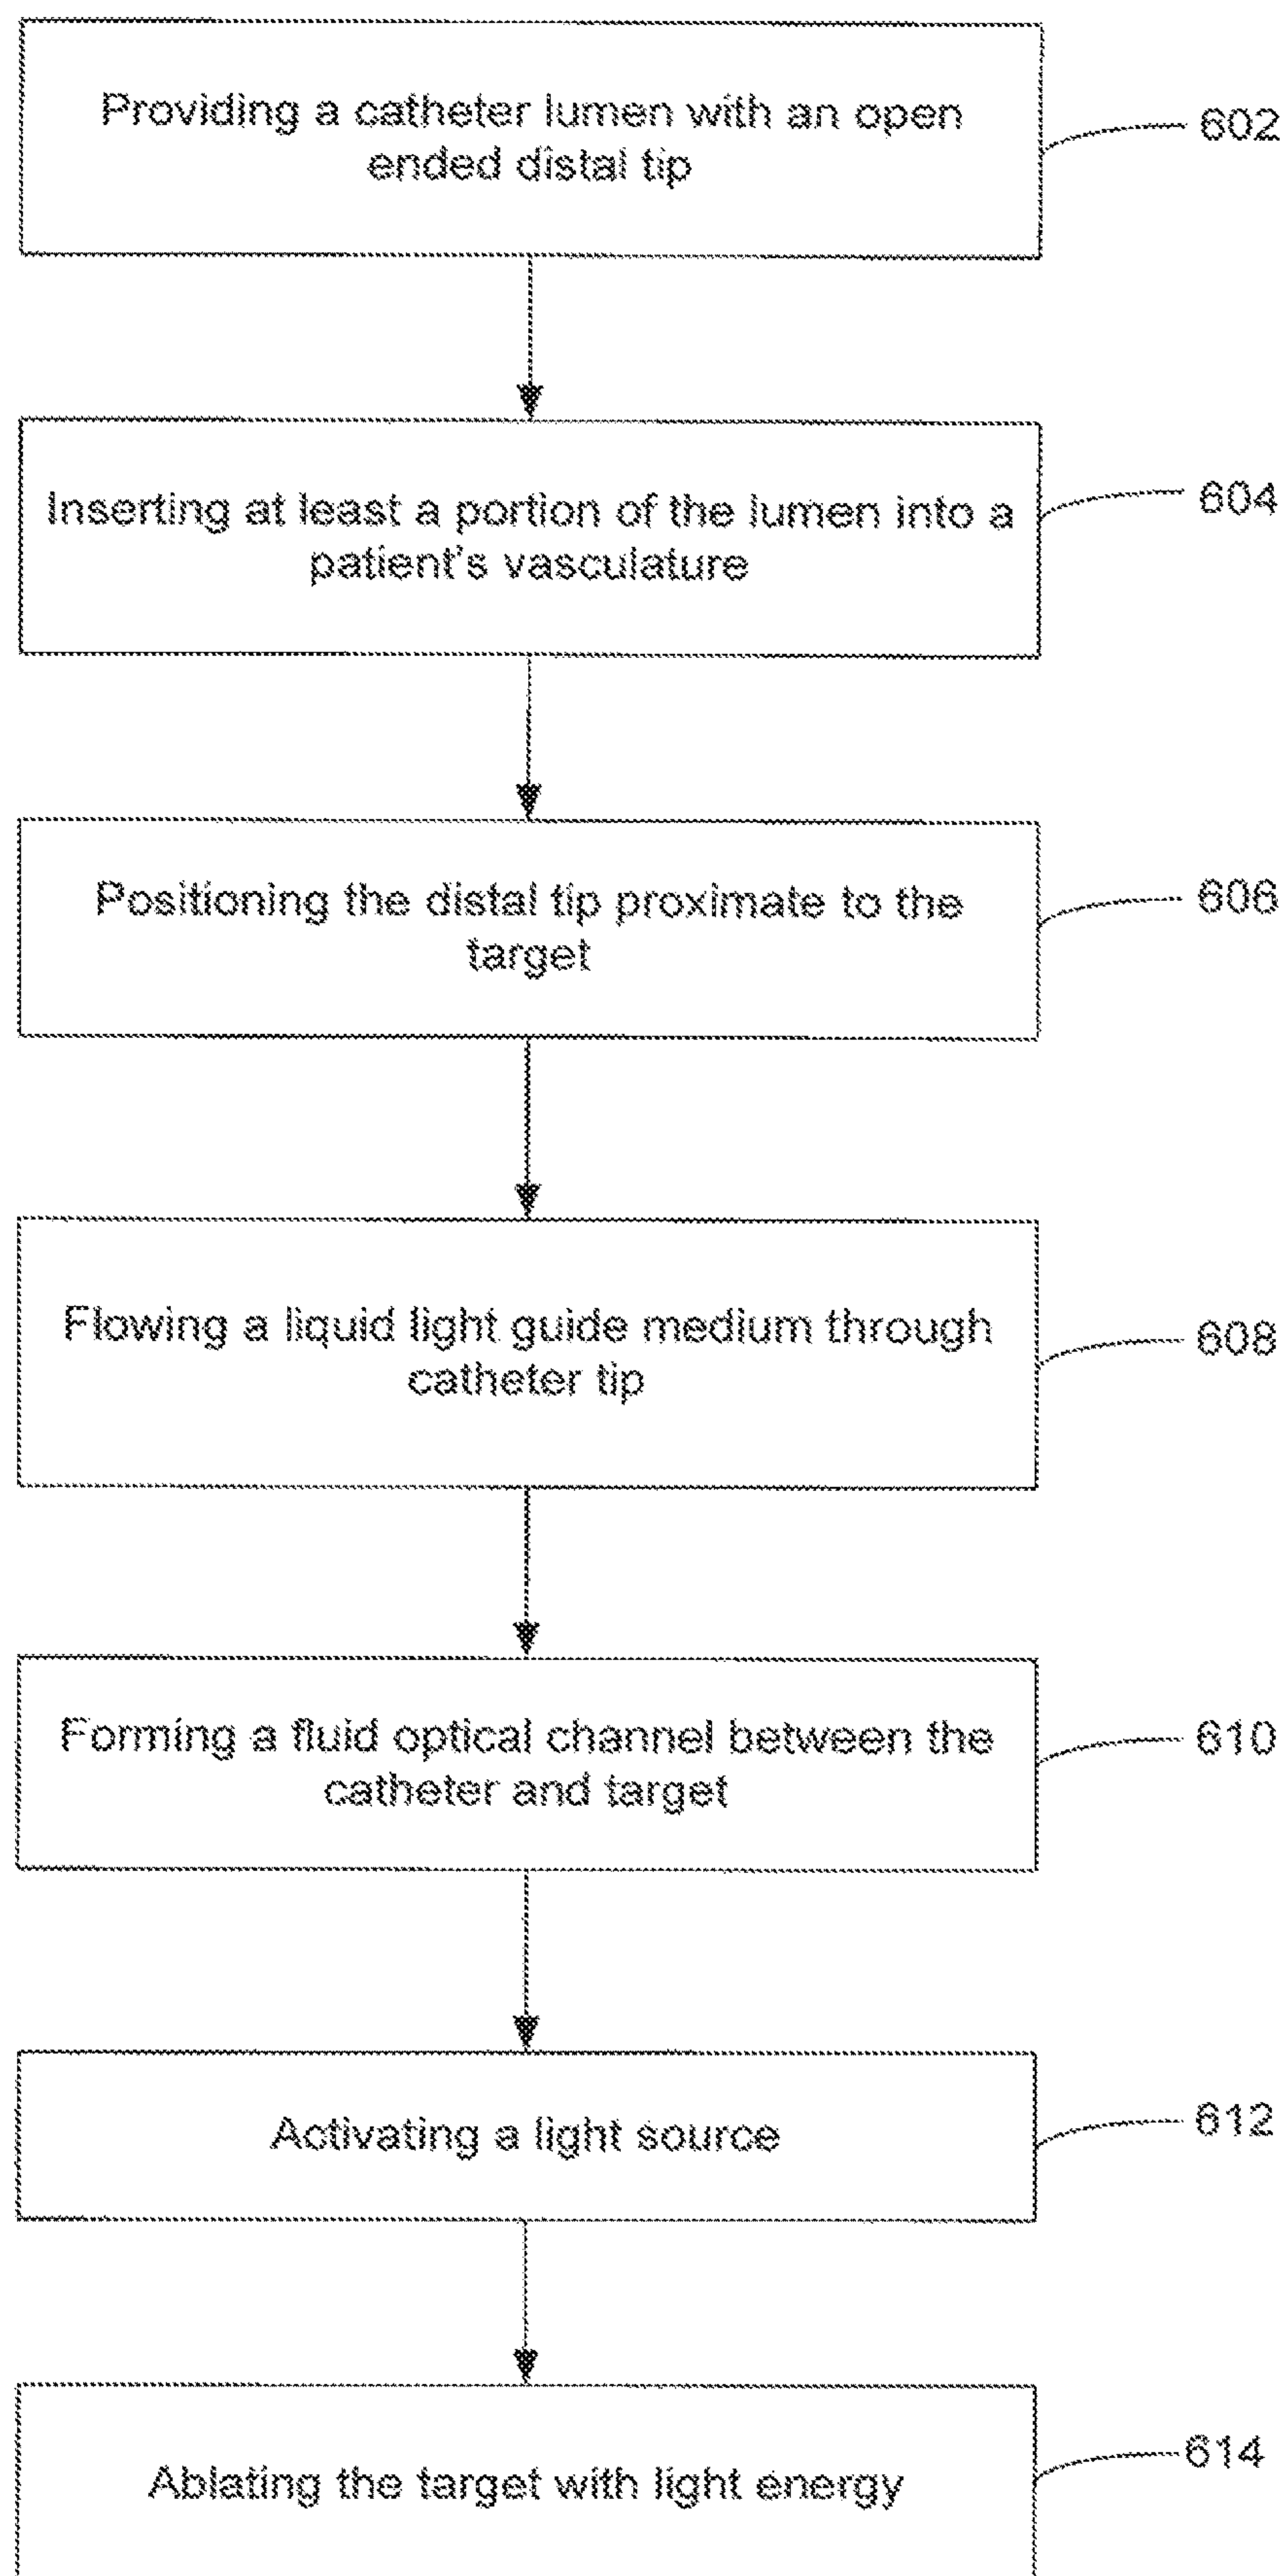 Providing a catheter lumen with an open
ended distal tip
602
Inserting at least a portion of the lumen into a
patient's vasculature
604
Positioning the distal tip proximate to the
target
606
Flowing a liquid light guide medium through
catheter tip
608
Forming a fluid optical channel between the
catheter and target
610
Activating a light source
612
Ablating the target with light energy
614